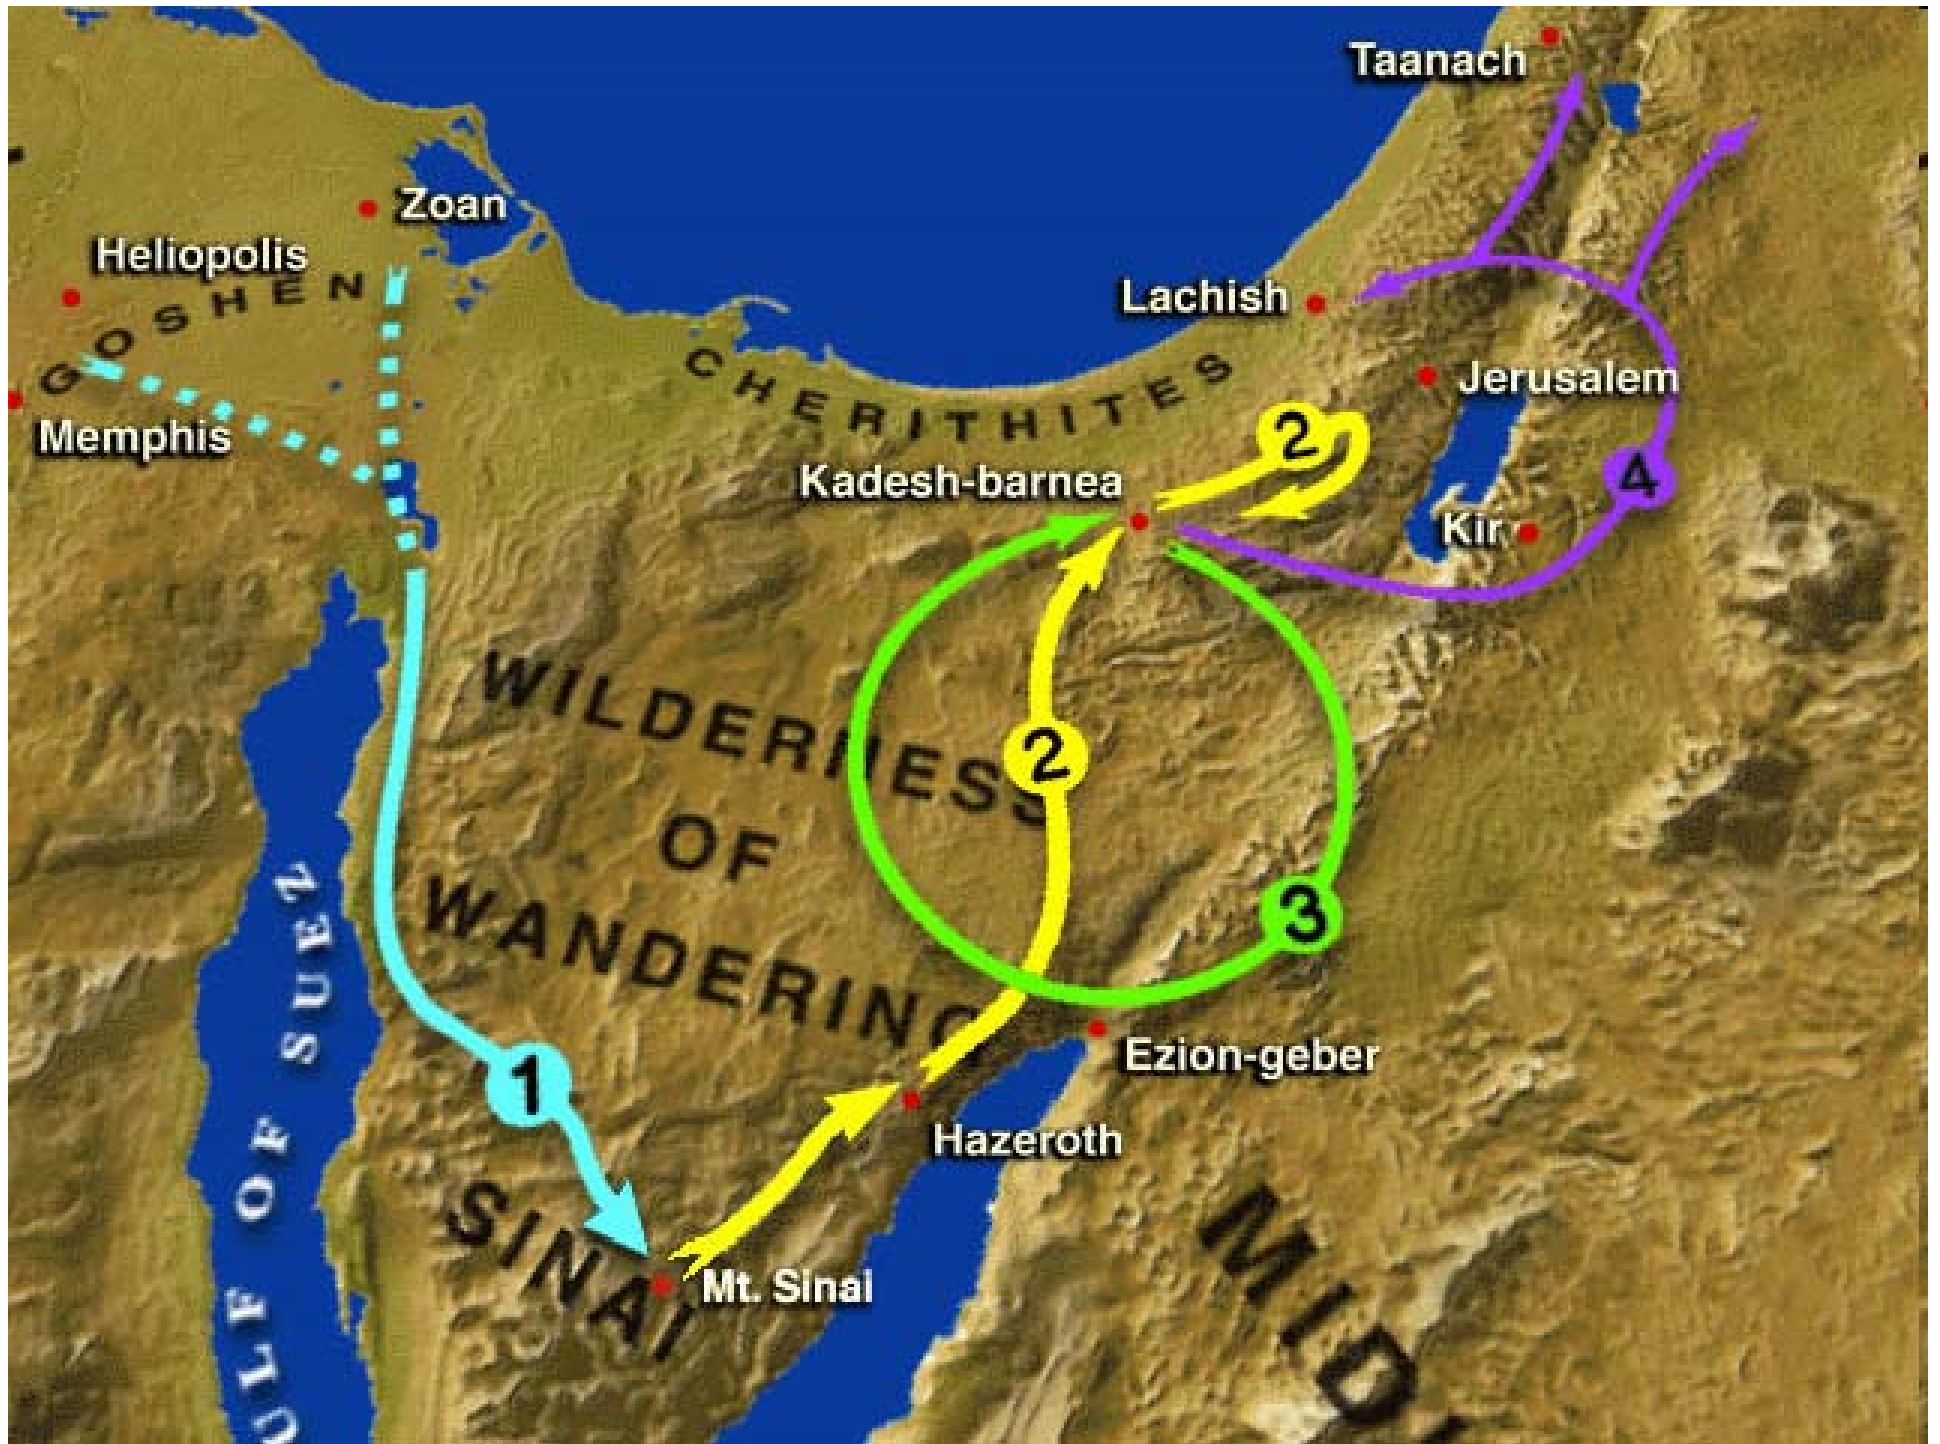 Taanach
Zoan
Heliopolis
GOSHEN
Lachish
CHERITHITES
Jerusalem
Memphis
2
Kadesh-barnea
4
Kir
WILDERNESS
2
OF
3
WANDERING
GULF OF SUEZ
Ezion-geber
1
Hazeroth
SINAI
Mt. Sinai